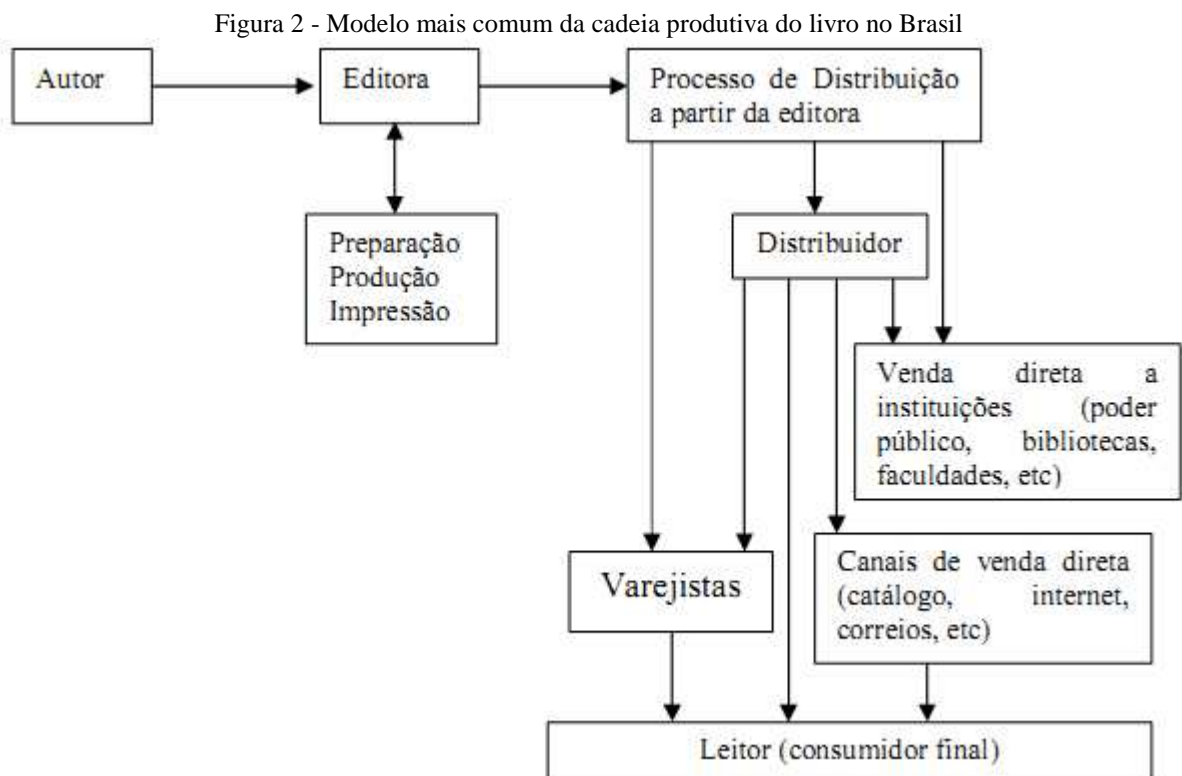 Figura 2 - Modelo mais comum da cadeia produtiva do livro no Brasil
Autor
Editora
Processo de Distribuição
a partir da editora
Preparação
Produção
Impressão
Distribuidor
Venda direta a
instituições (poder
público, bibliotecas,
faculdades, etc)
Varejistas
Canais de venda direta
(catálogo, internet,
correios, etc)
Leitor (consumidor final)